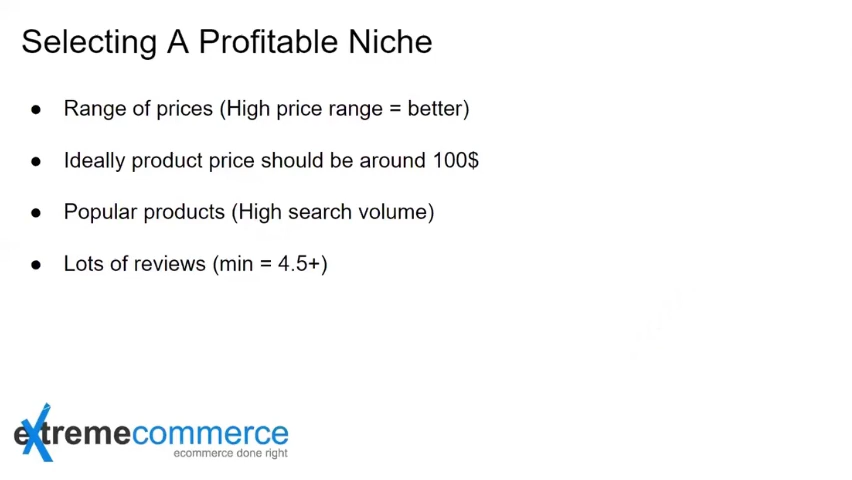 Selecting A Profitable Niche
● Range of prices (High price range = better)
● Ideally product price should be around 100$
● Popular products (High search volume)
● Lots of reviews (min = 4.5+)
extremecommerce
ecommerce done right